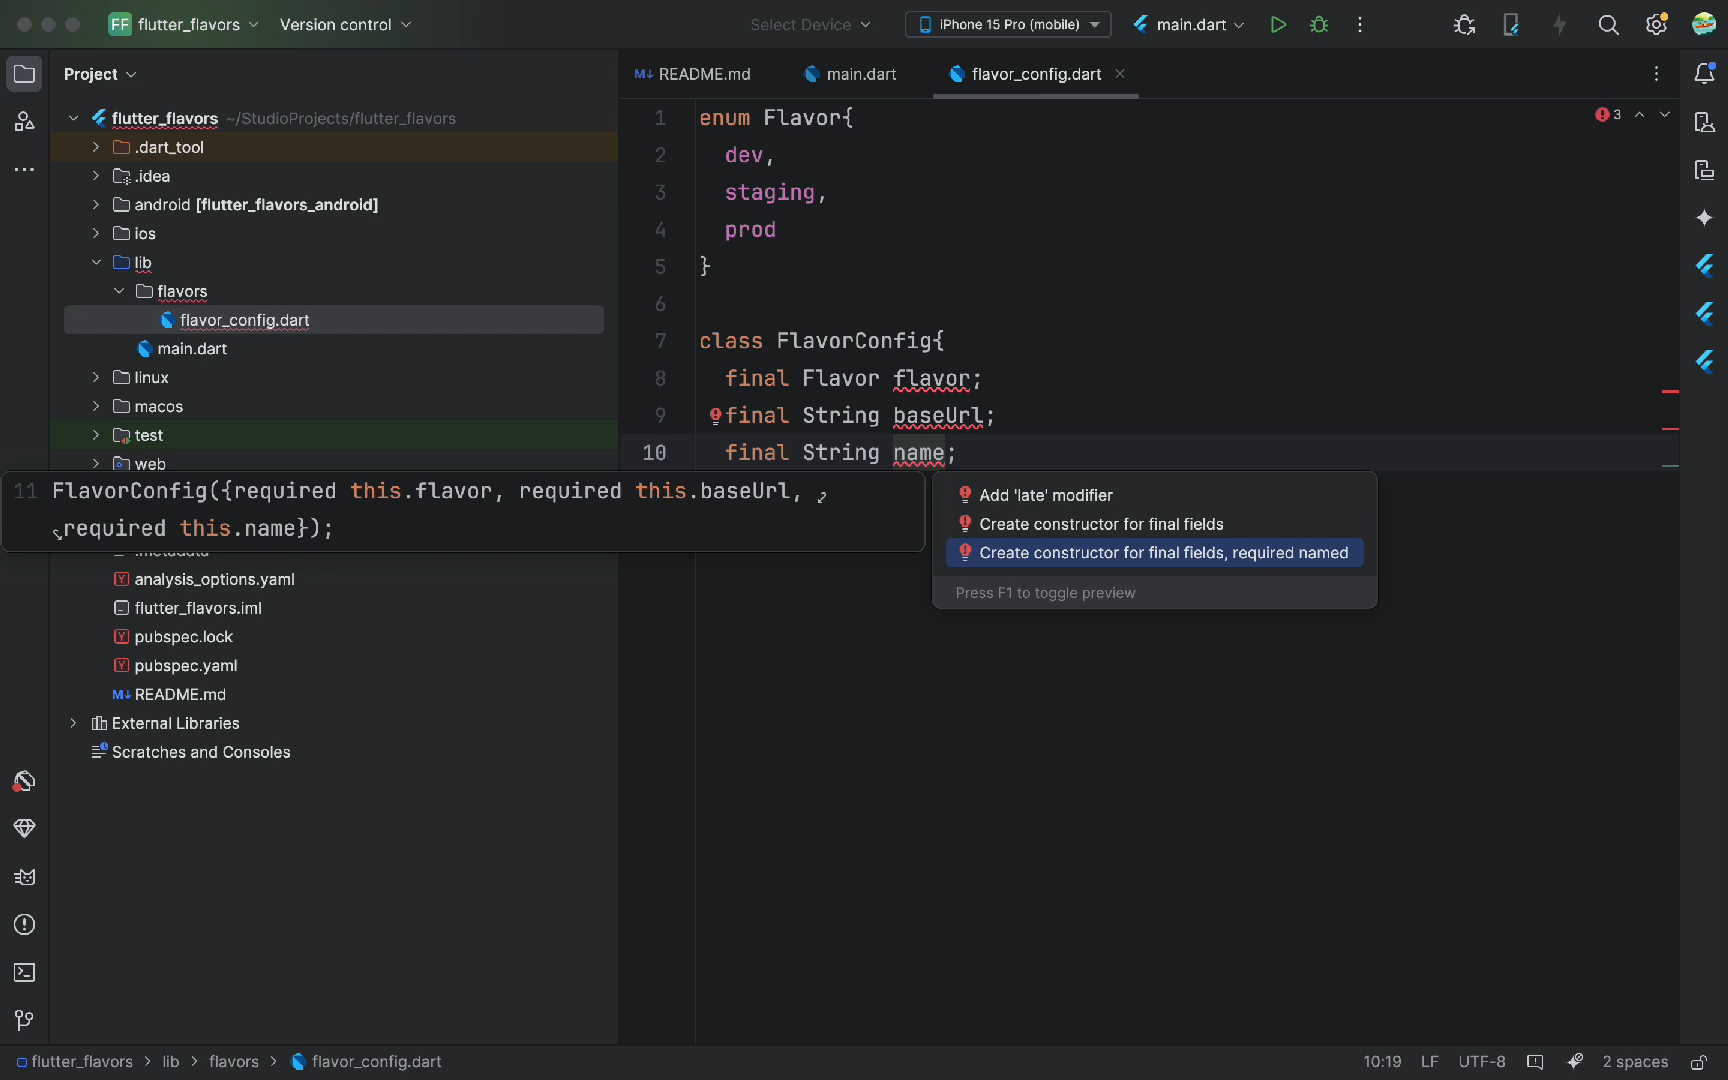 FF flutter_flavors
Version control
Select Device
iPhone 15 Pro (mobile)
main.dart
Project
README.md
main.dart
flavor_config.dart
flutter_flavors ~/StudioProjects/flutter_flavors
.dart_tool
.idea
android [flutter_flavors_android]
ios
lib
flavors
flavor_config.dart
main.dart
linux
macos
test
web
.metadata
analysis_options.yaml
flutter_flavors.iml
pubspec.lock
pubspec.yaml
README.md
External Libraries
Scratches and Consoles
1 enum Flavor{
2 dev,
3 staging,
4 prod
5 }
6
7 class FlavorConfig{
8 final Flavor flavor;
9 final String baseUrl;
10 final String name;
3
11 FlavorConfig({required this.flavor, required this.baseUrl,
required this.name});
Add 'late' modifier
Create constructor for final fields
Create constructor for final fields, required named
Press F1 to toggle preview
flutter_flavors > lib > flavors > flavor_config.dart
10:19 LF UTF-8 2 spaces